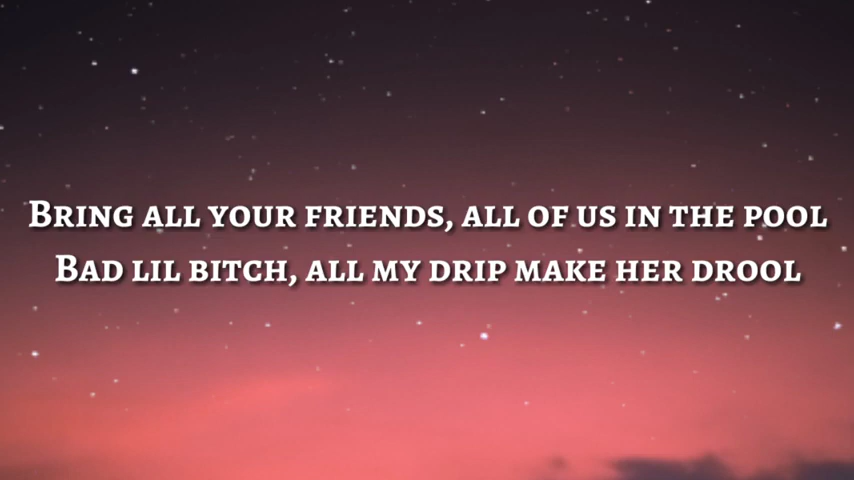 Bring all your friends, all of us in the pool
Bad lil bitch, all my drip make her drool